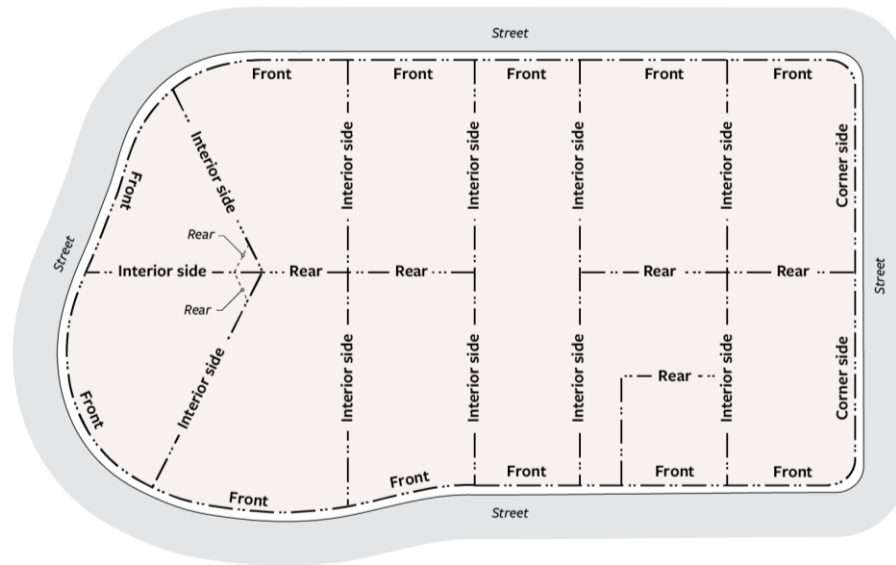 Street
Front
Front
Front
Front
Front
Interior side
Interior side
Interior side
Interior side
Interior side
Corner side
Front
Rear
Street
Interior side
Rear
Rear
Rear
Rear
Street
Rear
Interior side
Interior side
Interior side
Interior side
Interior side
Corner side
Rear
Front
Front
Front
Front
Front
Front
Street